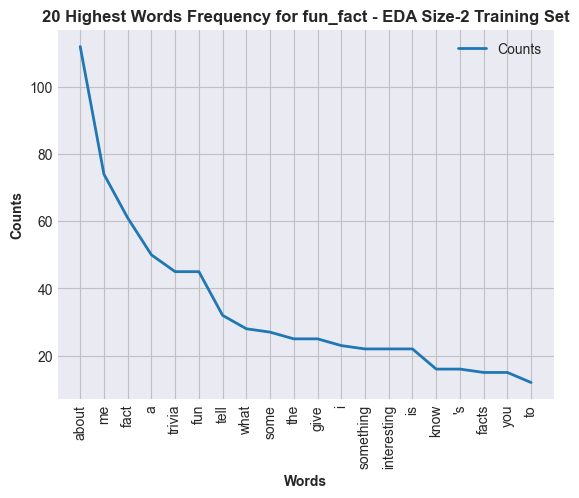 20 Highest Words Frequency for fun_fact - EDA Size-2 Training Set
Counts
100
80
60
40
20
Counts
about
me
fact
a
trivia
fun
tell
what
some
the
give
i
something
interesting
is
know
's
facts
you
to
Words